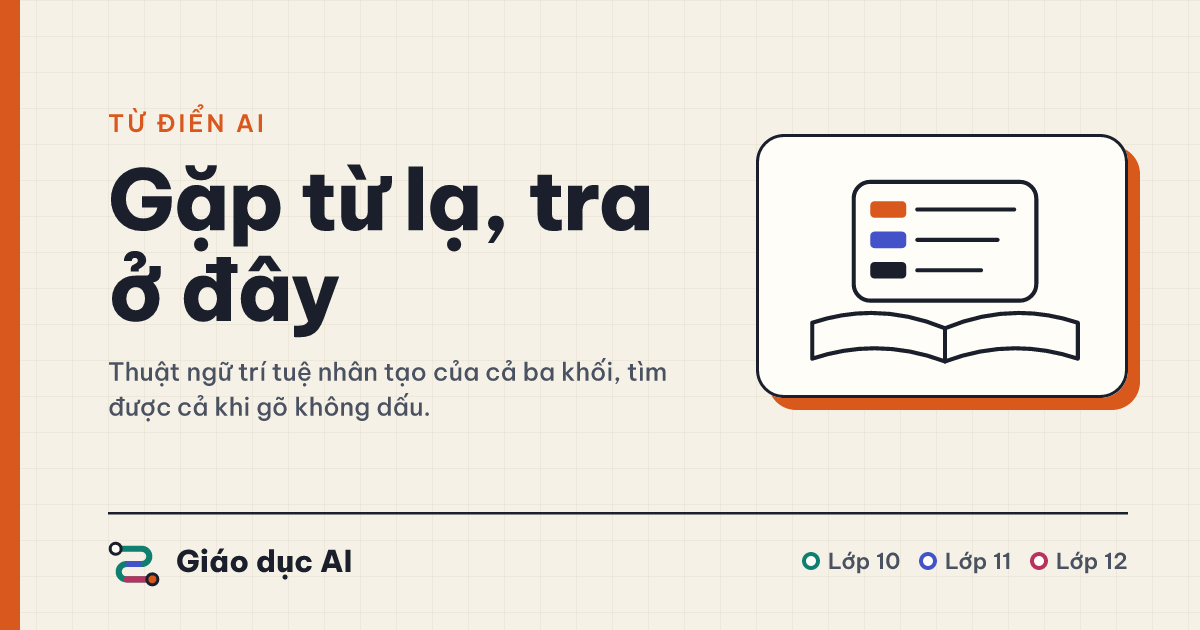 TỪ ĐIỂN AI
Gặp từ lạ, tra
ở đây
Thuật ngữ trí tuệ nhân tạo của cả ba khối, tìm
được cả khi gõ không dấu.
Giáo dục AI
Lớp 10
Lớp 11
Lớp 12